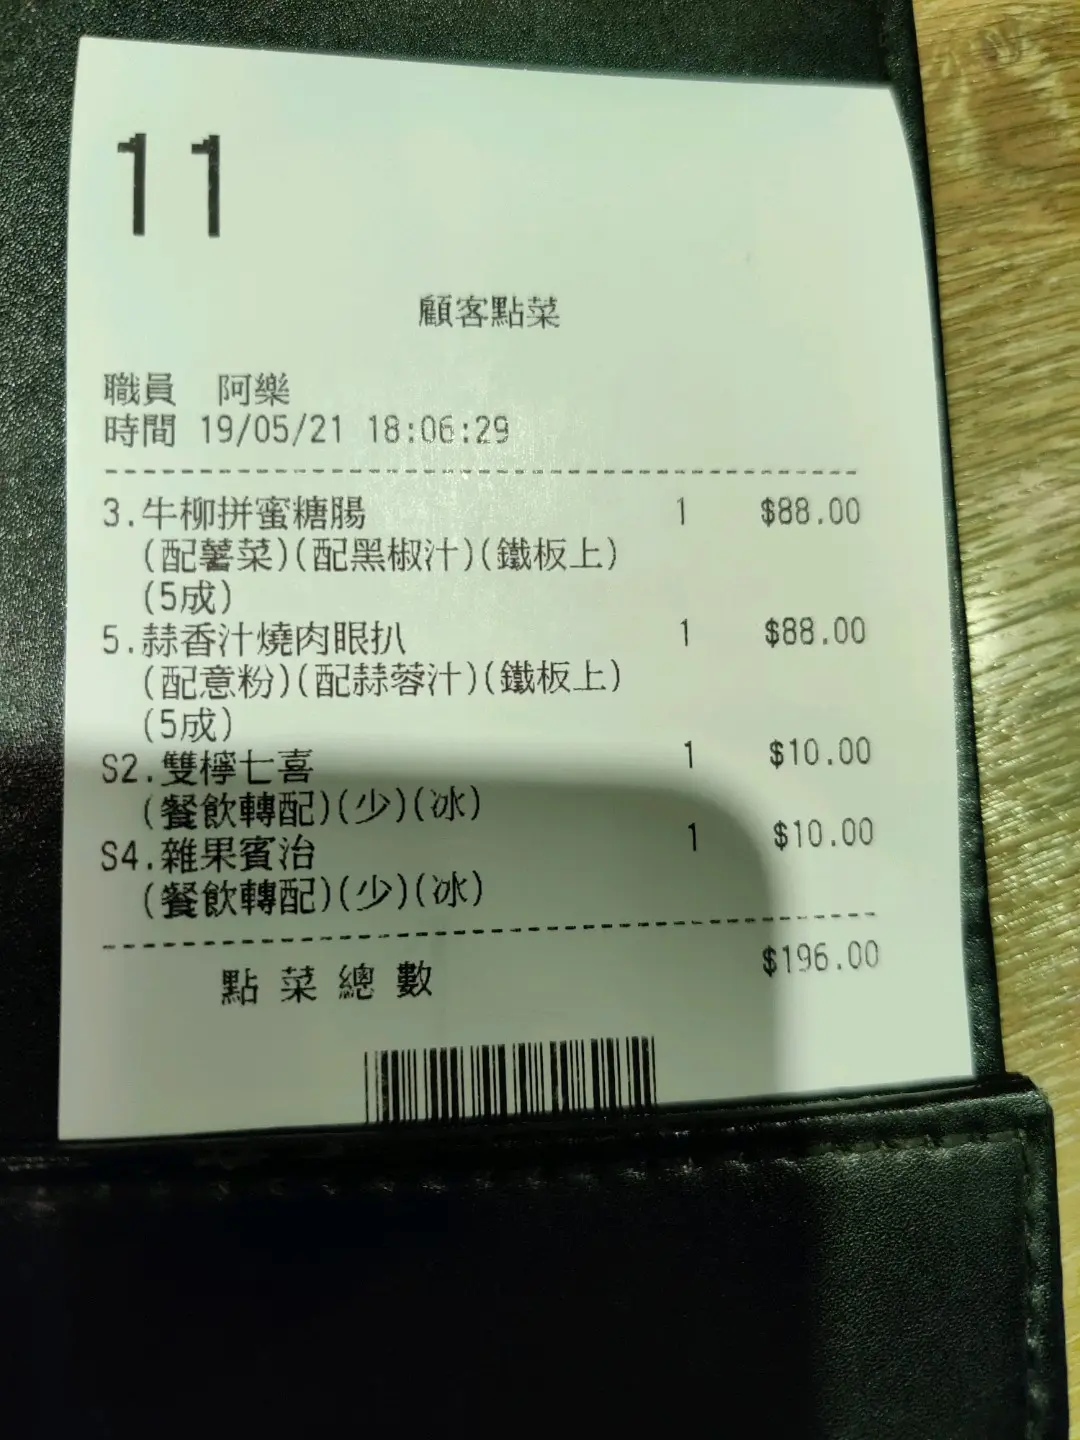 11
顧客點菜
職員 阿樂
時間 19/05/21 18:06:29
3.牛柳拼蜜糖腸 1 $88.00
(配薯菜)(配黑椒汁)(鐵板上)
(5成)
5.蒜香汁燒肉眼扒 1 $88.00
(配意粉)(配蒜蓉汁)(鐵板上)
(5成)
S2.雙檸七喜 1 $10.00
(餐飲轉配)(少)(冰)
S4.雜果賓治 1 $10.00
(餐飲轉配)(少)(冰)
點菜總數 $196.00